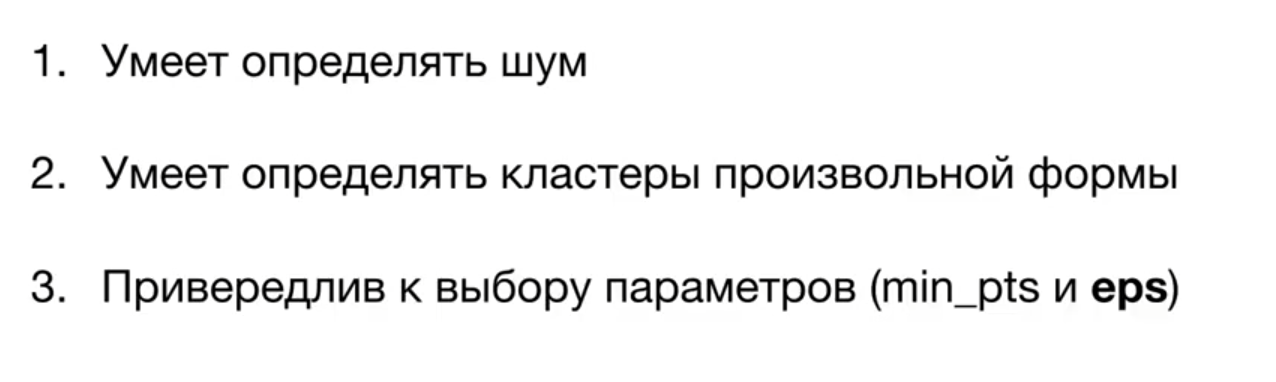 1. Умеет определять шум
2. Умеет определять кластеры произвольной формы
3. Привередлив к выбору параметров (min_pts и eps)